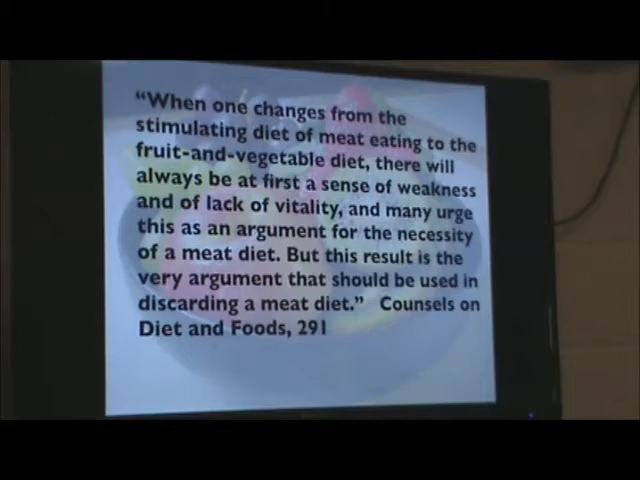 “When one changes from the
stimulating diet of meat eating to the
fruit-and-vegetable diet, there will
always be at first a sense of weakness
and of lack of vitality, and many urge
this as an argument for the necessity
of a meat diet. But this result is the
very argument that should be used in
discarding a meat diet.” Counsels on
Diet and Foods, 291